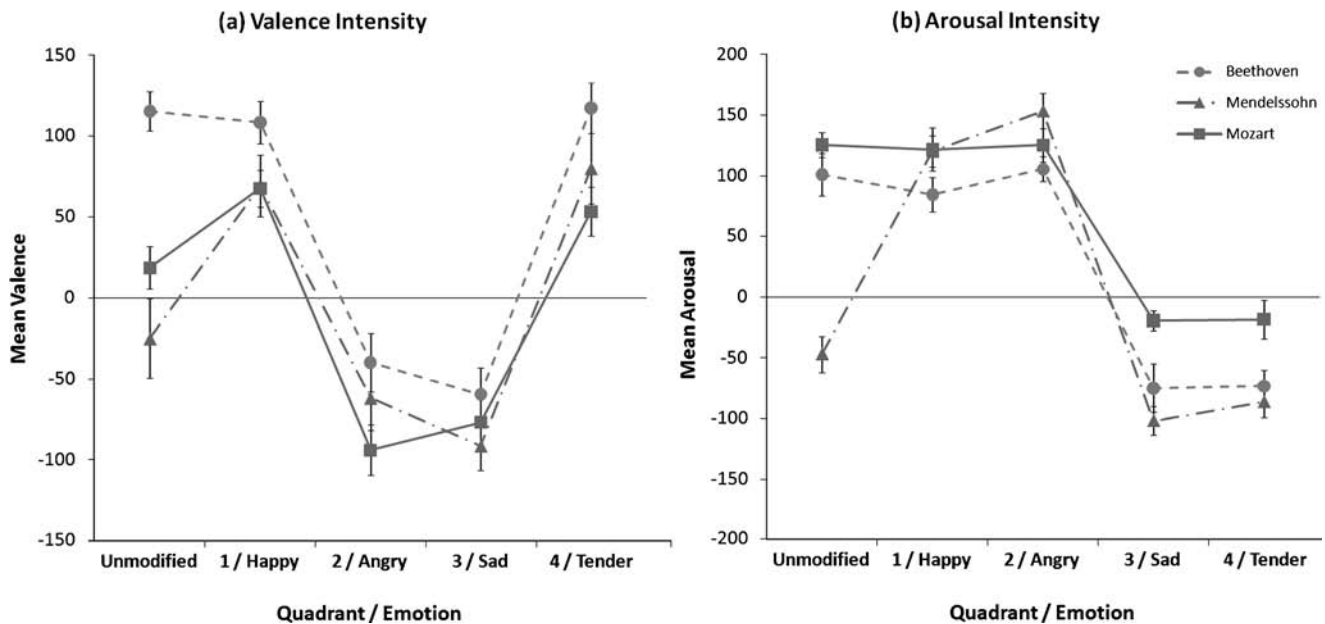 (a) Valence Intensity
150
100
50
0
-50
-100
-150
Mean Valence
Unmodified
1 / Happy
2 / Angry
3 / Sad
4 / Tender
Quadrant / Emotion
(b) Arousal Intensity
200
150
100
50
0
-50
-100
-150
-200
Mean Arousal
Beethoven
Mendelssohn
Mozart
Unmodified
1 / Happy
2 / Angry
3 / Sad
4 / Tender
Quadrant / Emotion